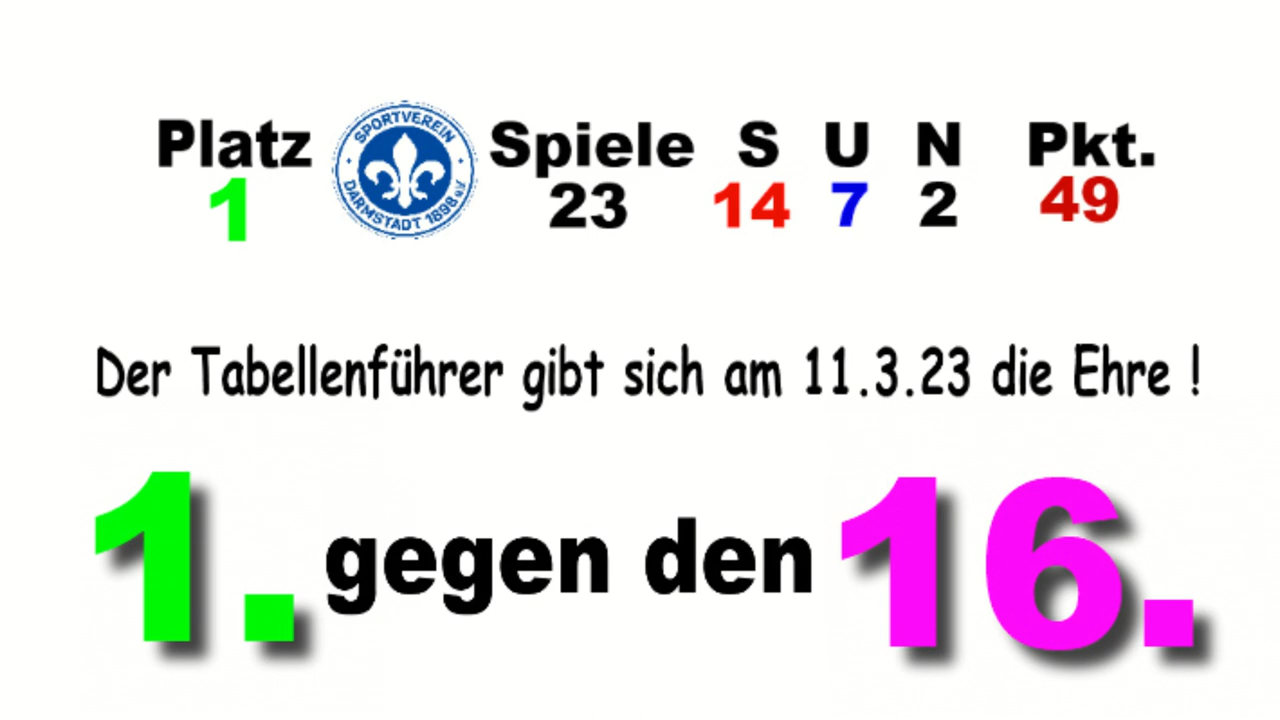 Platz SPORTVEREIN DARMSTADT 1898 e.V. Spiele S U N Pkt.
1 23 14 7 2 49
Der Tabellenführer gibt sich am 11.3.23 die Ehre !
1. gegen den 16.